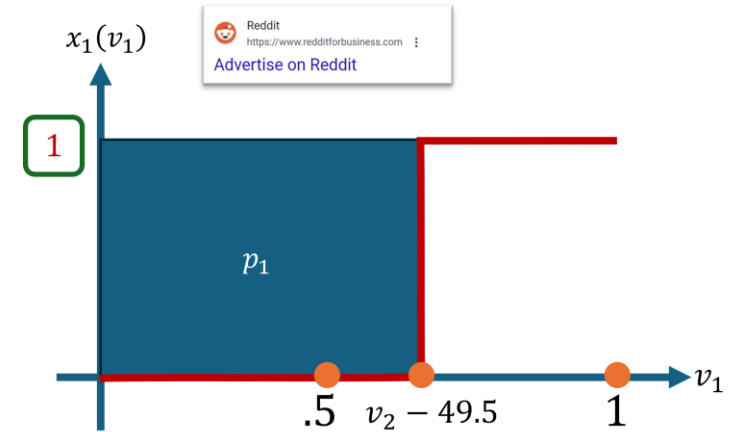 x₁(v₁)
Reddit
https://www.redditforbusiness.com
Advertise on Reddit
1
p₁
v₁
.5
v₂ − 49.5
1